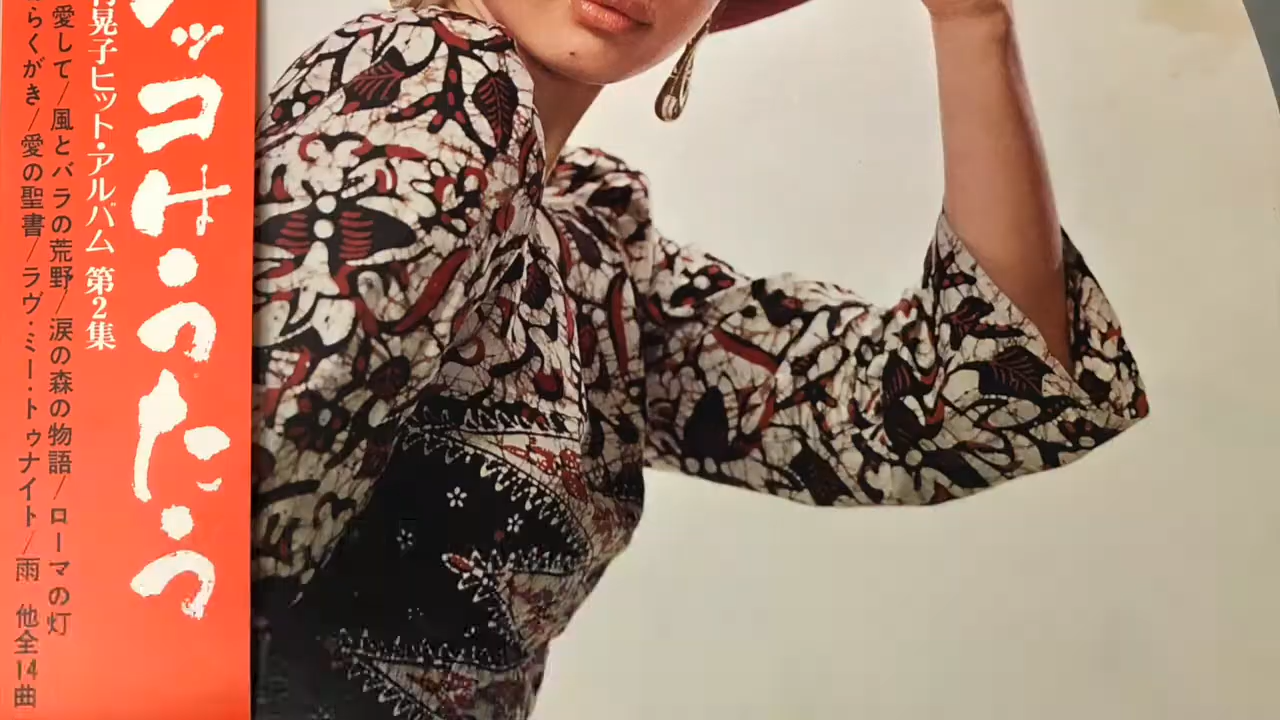 ッコは・うたう
晃子ヒット・アルバム 第2集
愛して/風とバラの荒野/涙の森の物語/ローマの灯
らくがき/愛の聖書/ラヴ・ミー・トゥナイト/雨 他全14曲